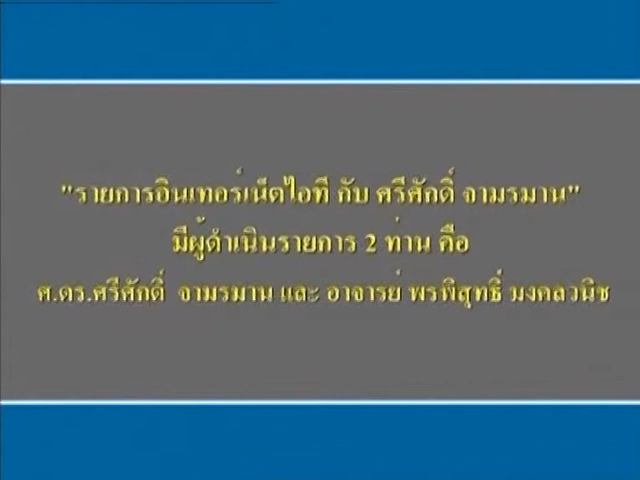 "รายการอินเทอร์เน็ตไอที กับ ศรีศักดิ์ จามรมาน"
มีผู้ดำเนินรายการ 2 ท่าน คือ
ศ.ดร.ศรีศักดิ์ จามรมาน และ อาจารย์ พรพิสุทธิ์ มงคลวนิช